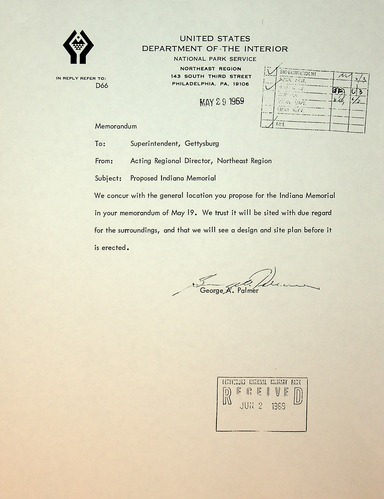 UNITED STATES
DEPARTMENT OF THE INTERIOR
NATIONAL PARK SERVICE
NORTHEAST REGION
143 SOUTH THIRD STREET
PHILADELPHIA, PA. 19106
IN REPLY REFER TO:
D66
MAY 29 1969
Memorandum
To: Superintendent, Gettysburg
From: Acting Regional Director, Northeast Region
Subject: Proposed Indiana Memorial
We concur with the general location you propose for the Indiana Memorial
in your memorandum of May 19. We trust it will be sited with due regard
for the surroundings, and that we will see a design and site plan before it
is erected.
George A. Palmer
RECEIVED
JUN 2 1969